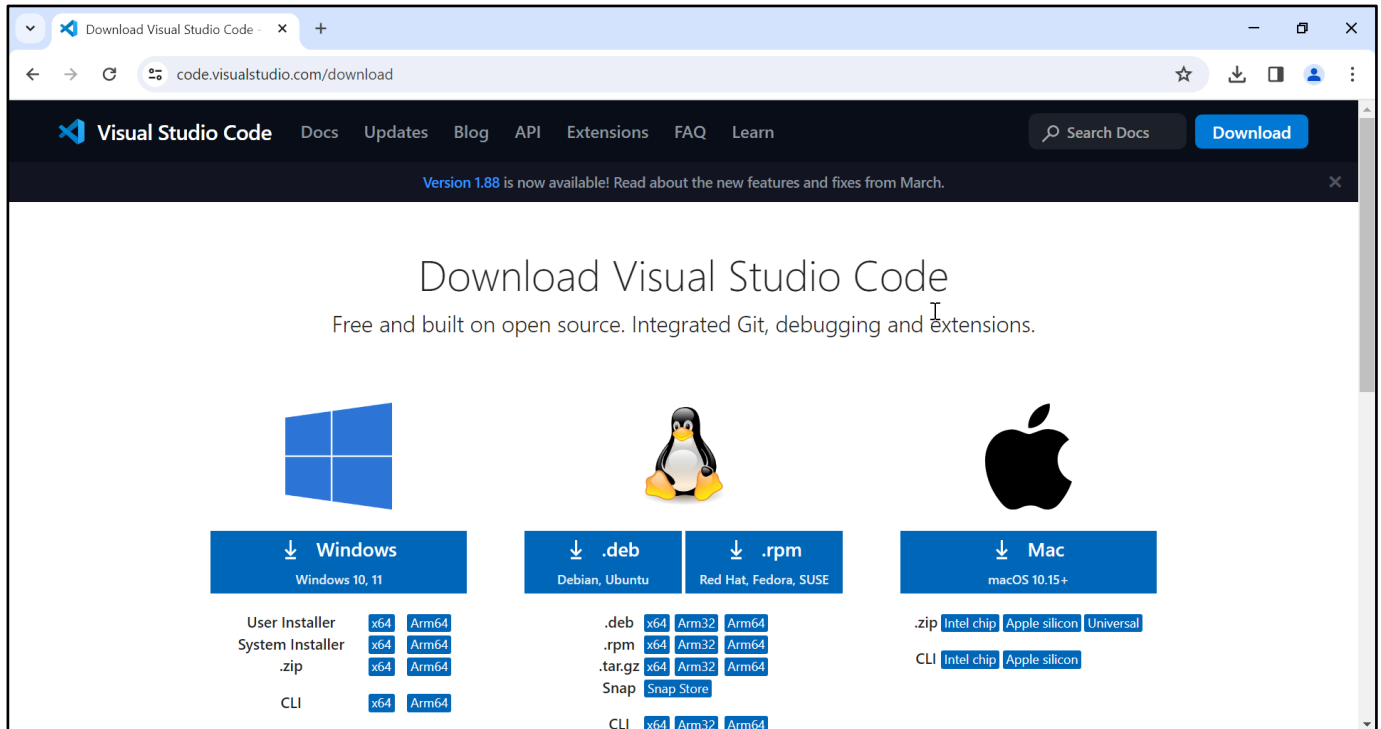 Download Visual Studio Code -
code.visualstudio.com/download
Visual Studio Code Docs Updates Blog API Extensions FAQ Learn Search Docs Download
Version 1.88 is now available! Read about the new features and fixes from March.
Download Visual Studio Code
Free and built on open source. Integrated Git, debugging and extensions.
Windows
Windows 10, 11
User Installer x64 Arm64
System Installer x64 Arm64
.zip x64 Arm64
CLI x64 Arm64
.deb
Debian, Ubuntu
.rpm
Red Hat, Fedora, SUSE
.deb x64 Arm32 Arm64
.rpm x64 Arm32 Arm64
.tar.gz x64 Arm32 Arm64
Snap Snap Store
CLI x64 Arm32 Arm64
Mac
macOS 10.15+
.zip Intel chip Apple silicon Universal
CLI Intel chip Apple silicon